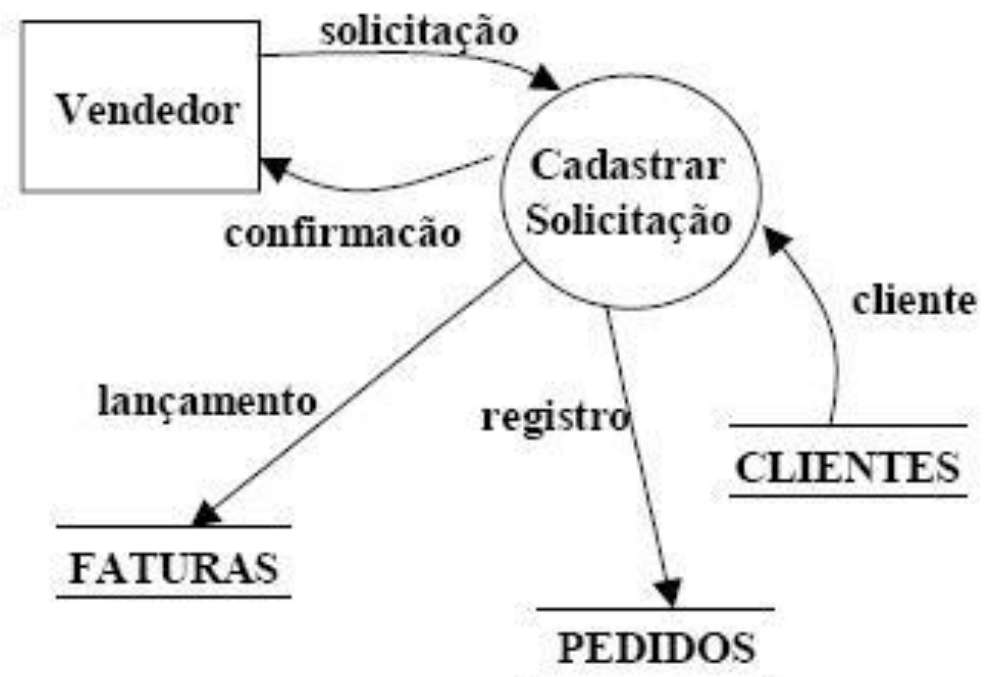 solicitação
Vendedor
Cadastrar
Solicitação
confirmacão
cliente
lançamento
registro
CLIENTES
FATURAS
PEDIDOS